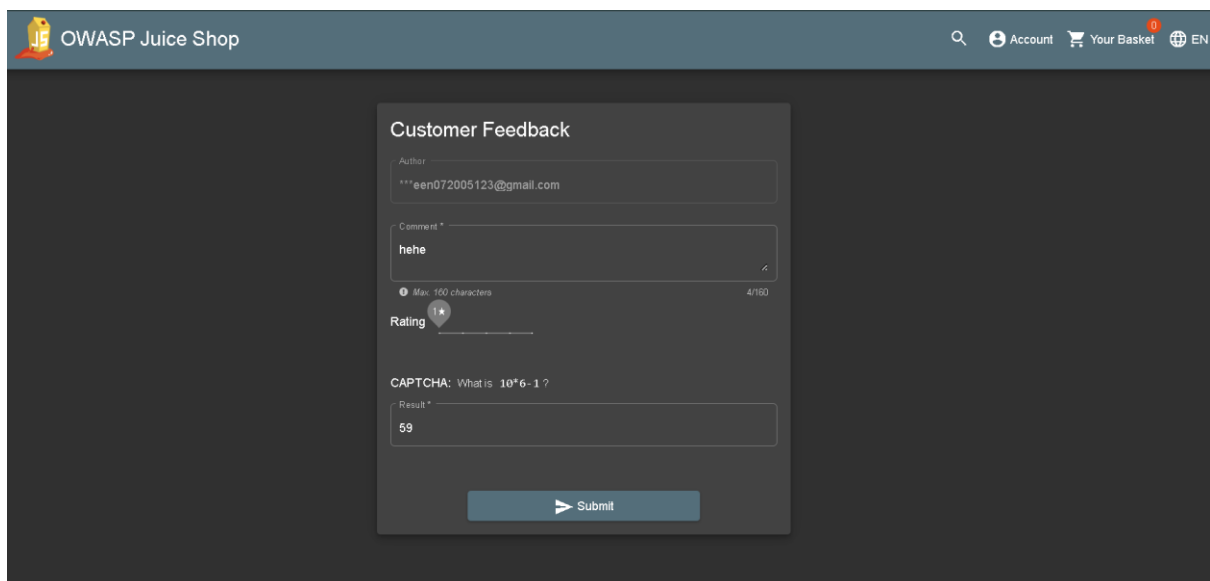 OWASP Juice Shop
Account
Your Basket
0
EN
Customer Feedback
Author
***een072005123@gmail.com
Comment *
hehe
Max. 160 characters
4/160
Rating
1★
CAPTCHA: What is 10*6-1 ?
Result *
59
Submit